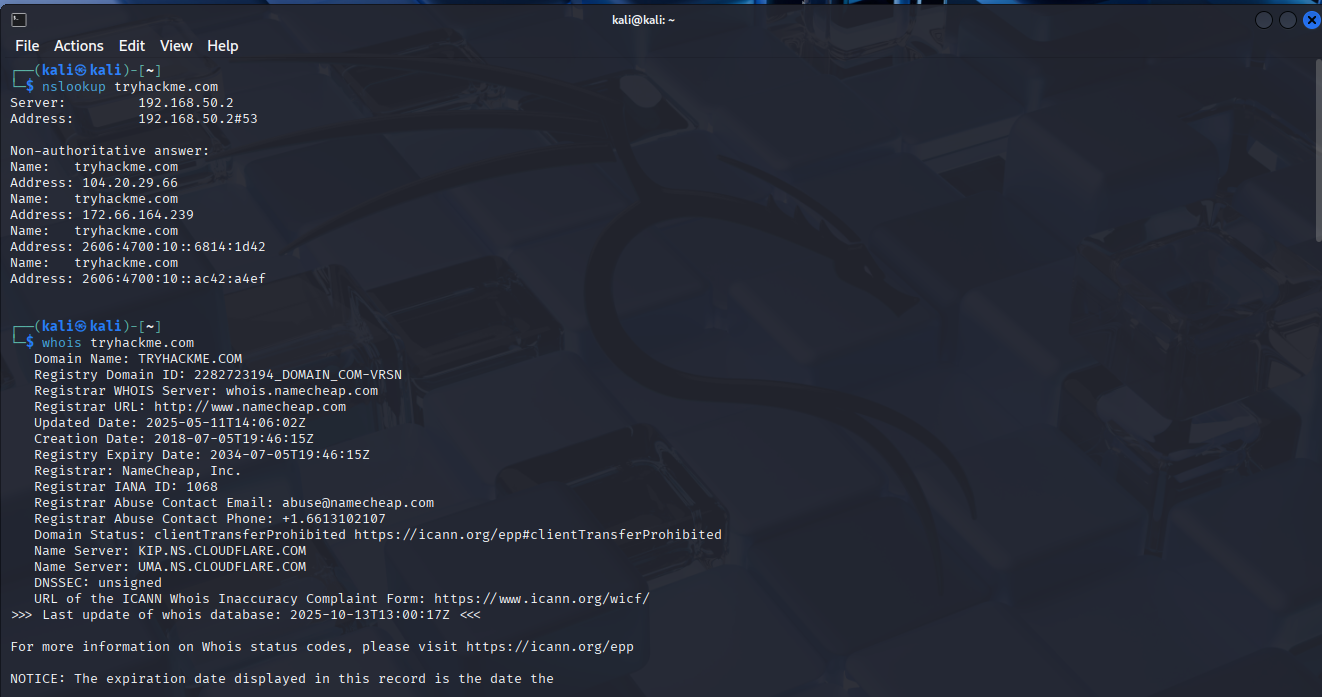 kali@kali: ~
File Actions Edit View Help
┌──(kali㉿kali)-[~]
└─$ nslookup tryhackme.com
Server:         192.168.50.2
Address:        192.168.50.2#53

Non-authoritative answer:
Name:   tryhackme.com
Address: 104.20.29.66
Name:   tryhackme.com
Address: 172.66.164.239
Name:   tryhackme.com
Address: 2606:4700:10::6814:1d42
Name:   tryhackme.com
Address: 2606:4700:10::ac42:a4ef

┌──(kali㉿kali)-[~]
└─$ whois tryhackme.com
   Domain Name: TRYHACKME.COM
   Registry Domain ID: 2282723194_DOMAIN_COM-VRSN
   Registrar WHOIS Server: whois.namecheap.com
   Registrar URL: http://www.namecheap.com
   Updated Date: 2025-05-11T14:06:02Z
   Creation Date: 2018-07-05T19:46:15Z
   Registry Expiry Date: 2034-07-05T19:46:15Z
   Registrar: NameCheap, Inc.
   Registrar IANA ID: 1068
   Registrar Abuse Contact Email: abuse@namecheap.com
   Registrar Abuse Contact Phone: +1.6613102107
   Domain Status: clientTransferProhibited https://icann.org/epp#clientTransferProhibited
   Name Server: KIP.NS.CLOUDFLARE.COM
   Name Server: UMA.NS.CLOUDFLARE.COM
   DNSSEC: unsigned
   URL of the ICANN Whois Inaccuracy Complaint Form: https://www.icann.org/wicf/
>>> Last update of whois database: 2025-10-13T13:00:17Z <<<

For more information on Whois status codes, please visit https://icann.org/epp

NOTICE: The expiration date displayed in this record is the date the